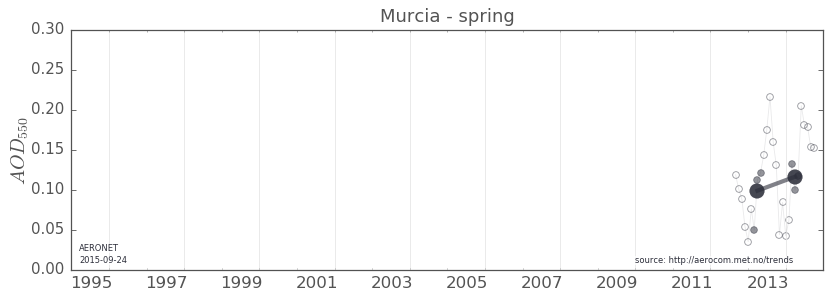 Murcia - spring
0.30
0.25
0.20
0.15
0.10
0.05
0.00
AOD550
AERONET
2015-09-24
source: http://aerocom.met.no/trends
1995 1997 1999 2001 2003 2005 2007 2009 2011 2013